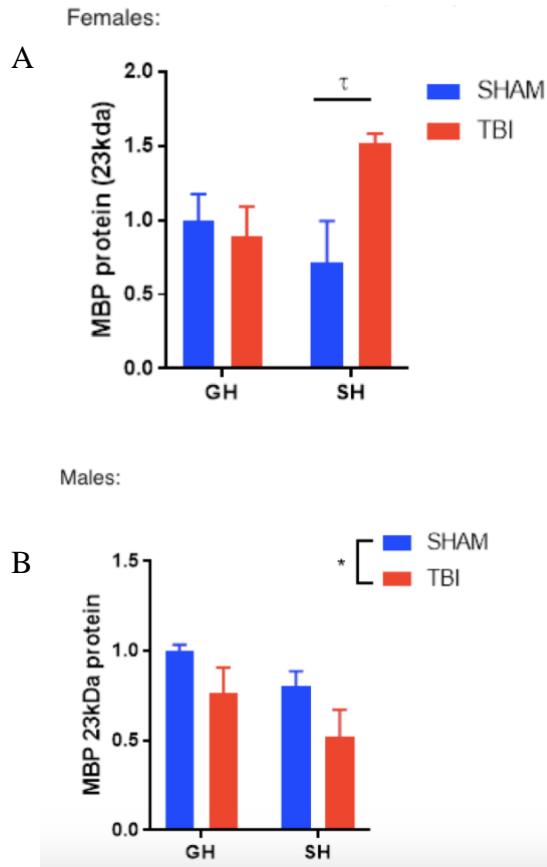 Females:
A
MBP protein (23kda)
2.0
1.5
1.0
0.5
0.0
τ
SHAM
TBI
GH SH
Males:
B
MBP 23kDa protein
1.5
1.0
0.5
0.0
* SHAM
TBI
GH SH